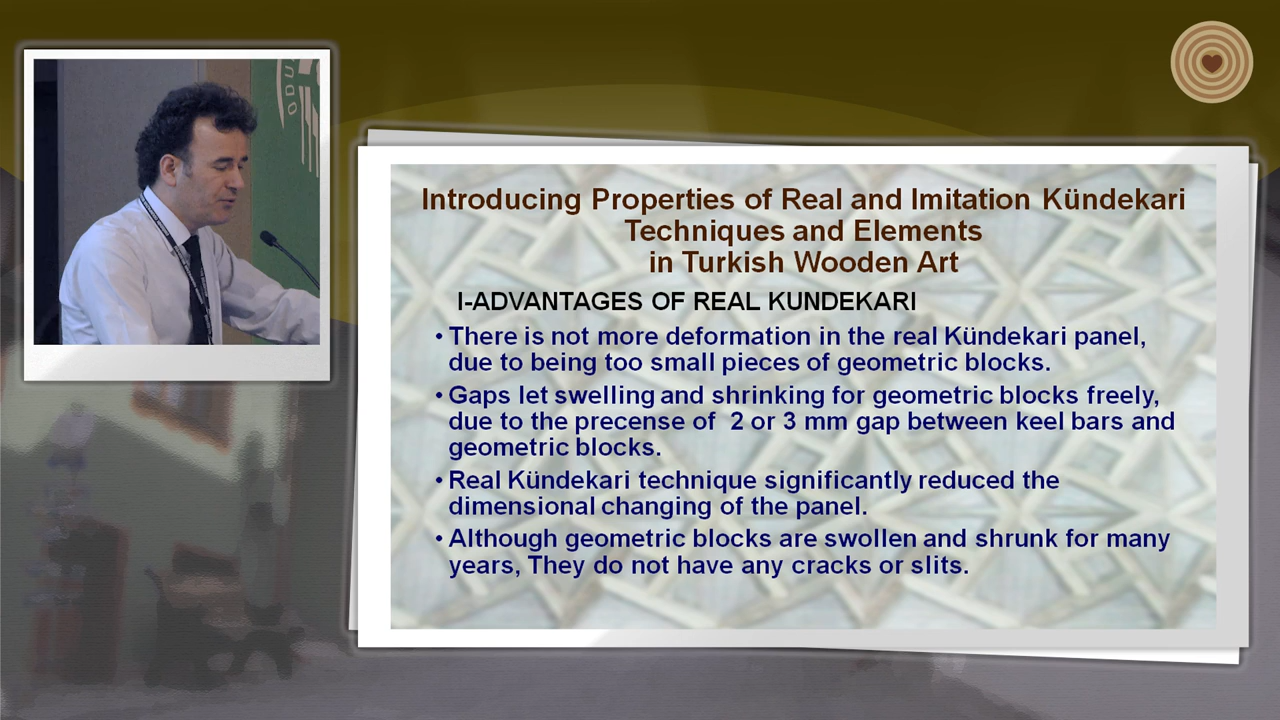 ODU
Introducing Properties of Real and Imitation Kündekari
Techniques and Elements
in Turkish Wooden Art
I-ADVANTAGES OF REAL KUNDEKARI
• There is not more deformation in the real Kündekari panel,
due to being too small pieces of geometric blocks.
• Gaps let swelling and shrinking for geometric blocks freely,
due to the precense of 2 or 3 mm gap between keel bars and
geometric blocks.
• Real Kündekari technique significantly reduced the
dimensional changing of the panel.
• Although geometric blocks are swollen and shrunk for many
years, They do not have any cracks or slits.